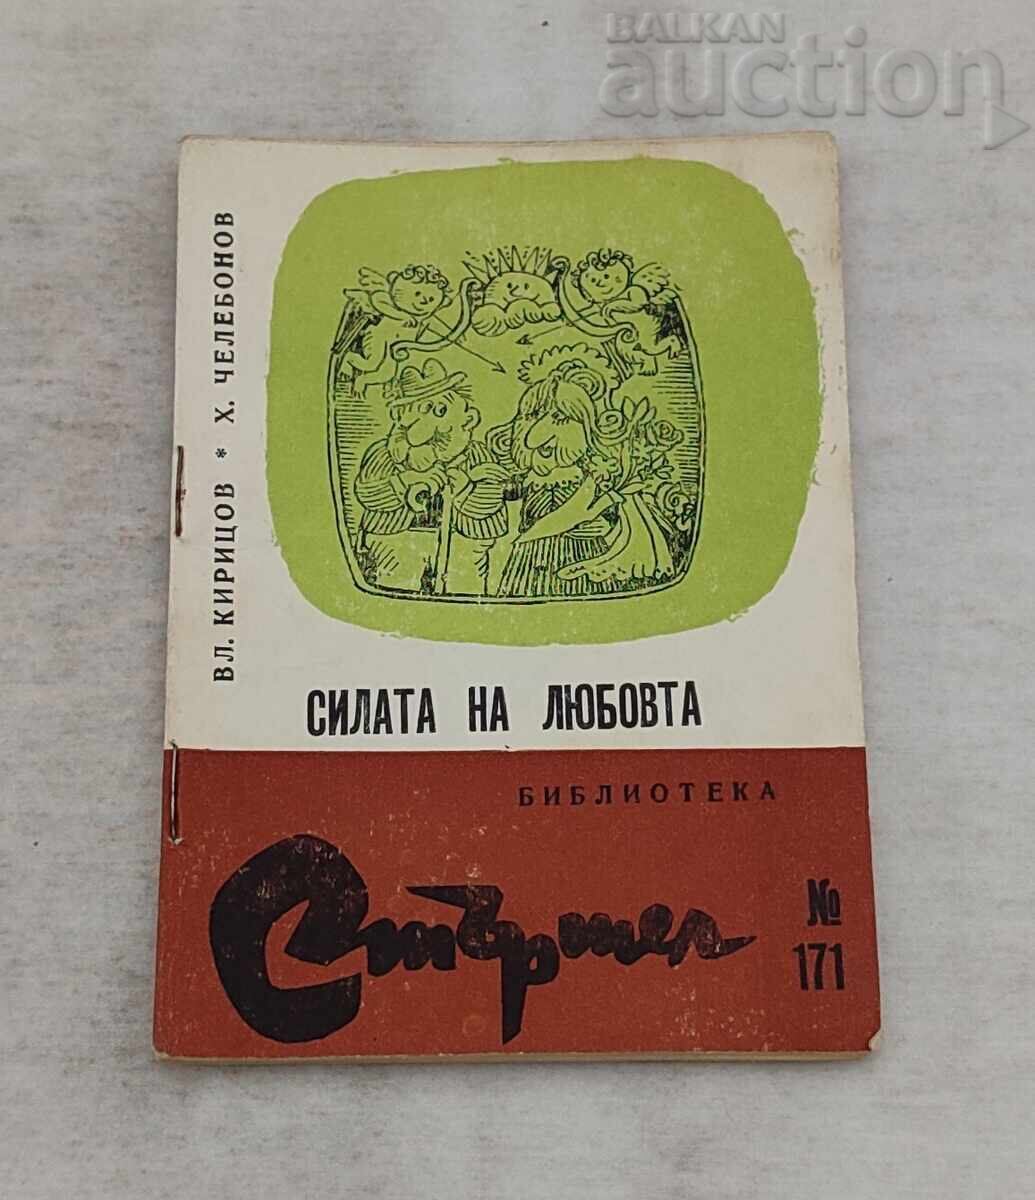 BALKAN
auction
ВЛ. КИРИЦОВ * Х. ЧЕЛЕБОНОВ
СИЛАТА НА ЛЮБОВТА
БИБЛИОТЕКА
Стършел
№
171